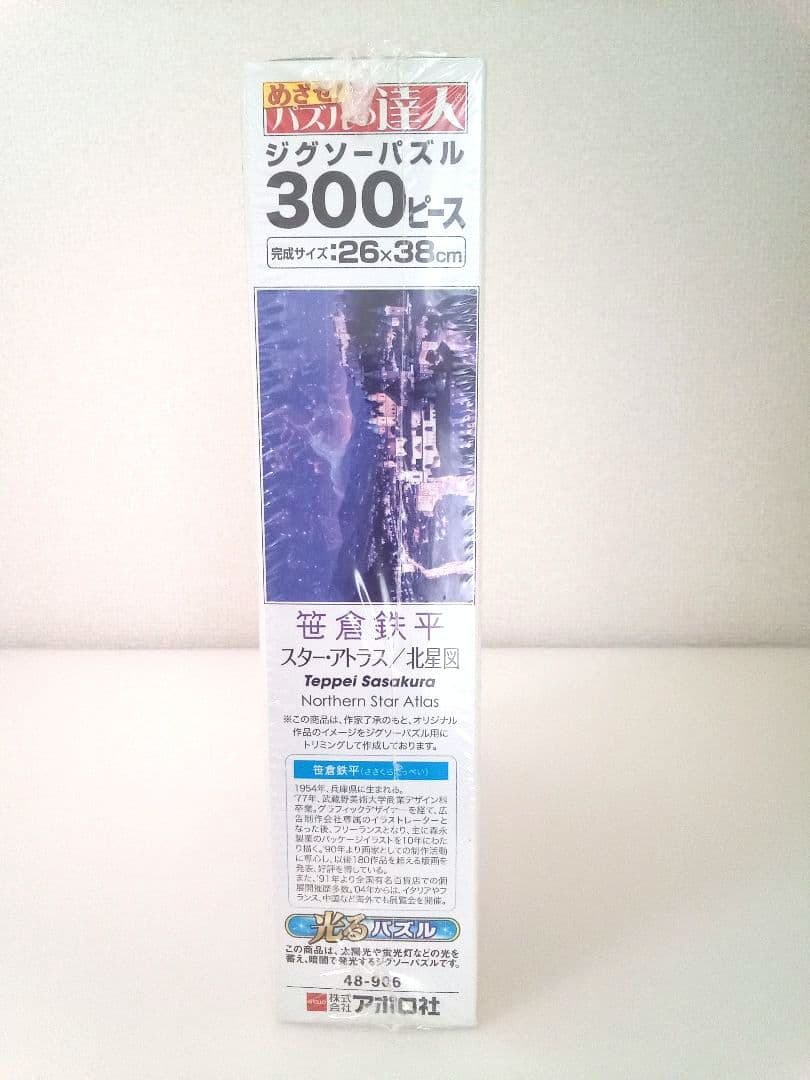 めざせ!
パズルの達人
ジグソーパズル
300ピース
完成サイズ:26×38cm
笹倉鉄平
スター・アトラス/北星図
Teppei Sasakura
Northern Star Atlas
※この商品は、作家了承のもと、オリジナル
作品のイメージをジグソーパズル用に
トリミングして作成しております。
笹倉鉄平(ささくらてっぺい)
1954年、兵庫県に生まれる。
'77年、武蔵野美術大学商業デザイン科
卒業。グラフィックデザイナーを経て、広
告制作会社専属のイラストレーターと
なった後、フリーランスとなり、主に森永
製菓のパッケージイラストを10年にわた
り描く。'90年より画家としての制作活動
に専心し、以後180作品を超える版画を
発表、好評を博している。
また、'91年より全国有名百貨店での個
展開催歴多数。'04年からは、イタリアやフ
ランス、中国など海外でも展覧会を開催。
光るパズル
この商品は、太陽光や蛍光灯などの光を
蓄え、暗闇で発光するジグソーパズルです。
48-906
株式会社 アポロ社